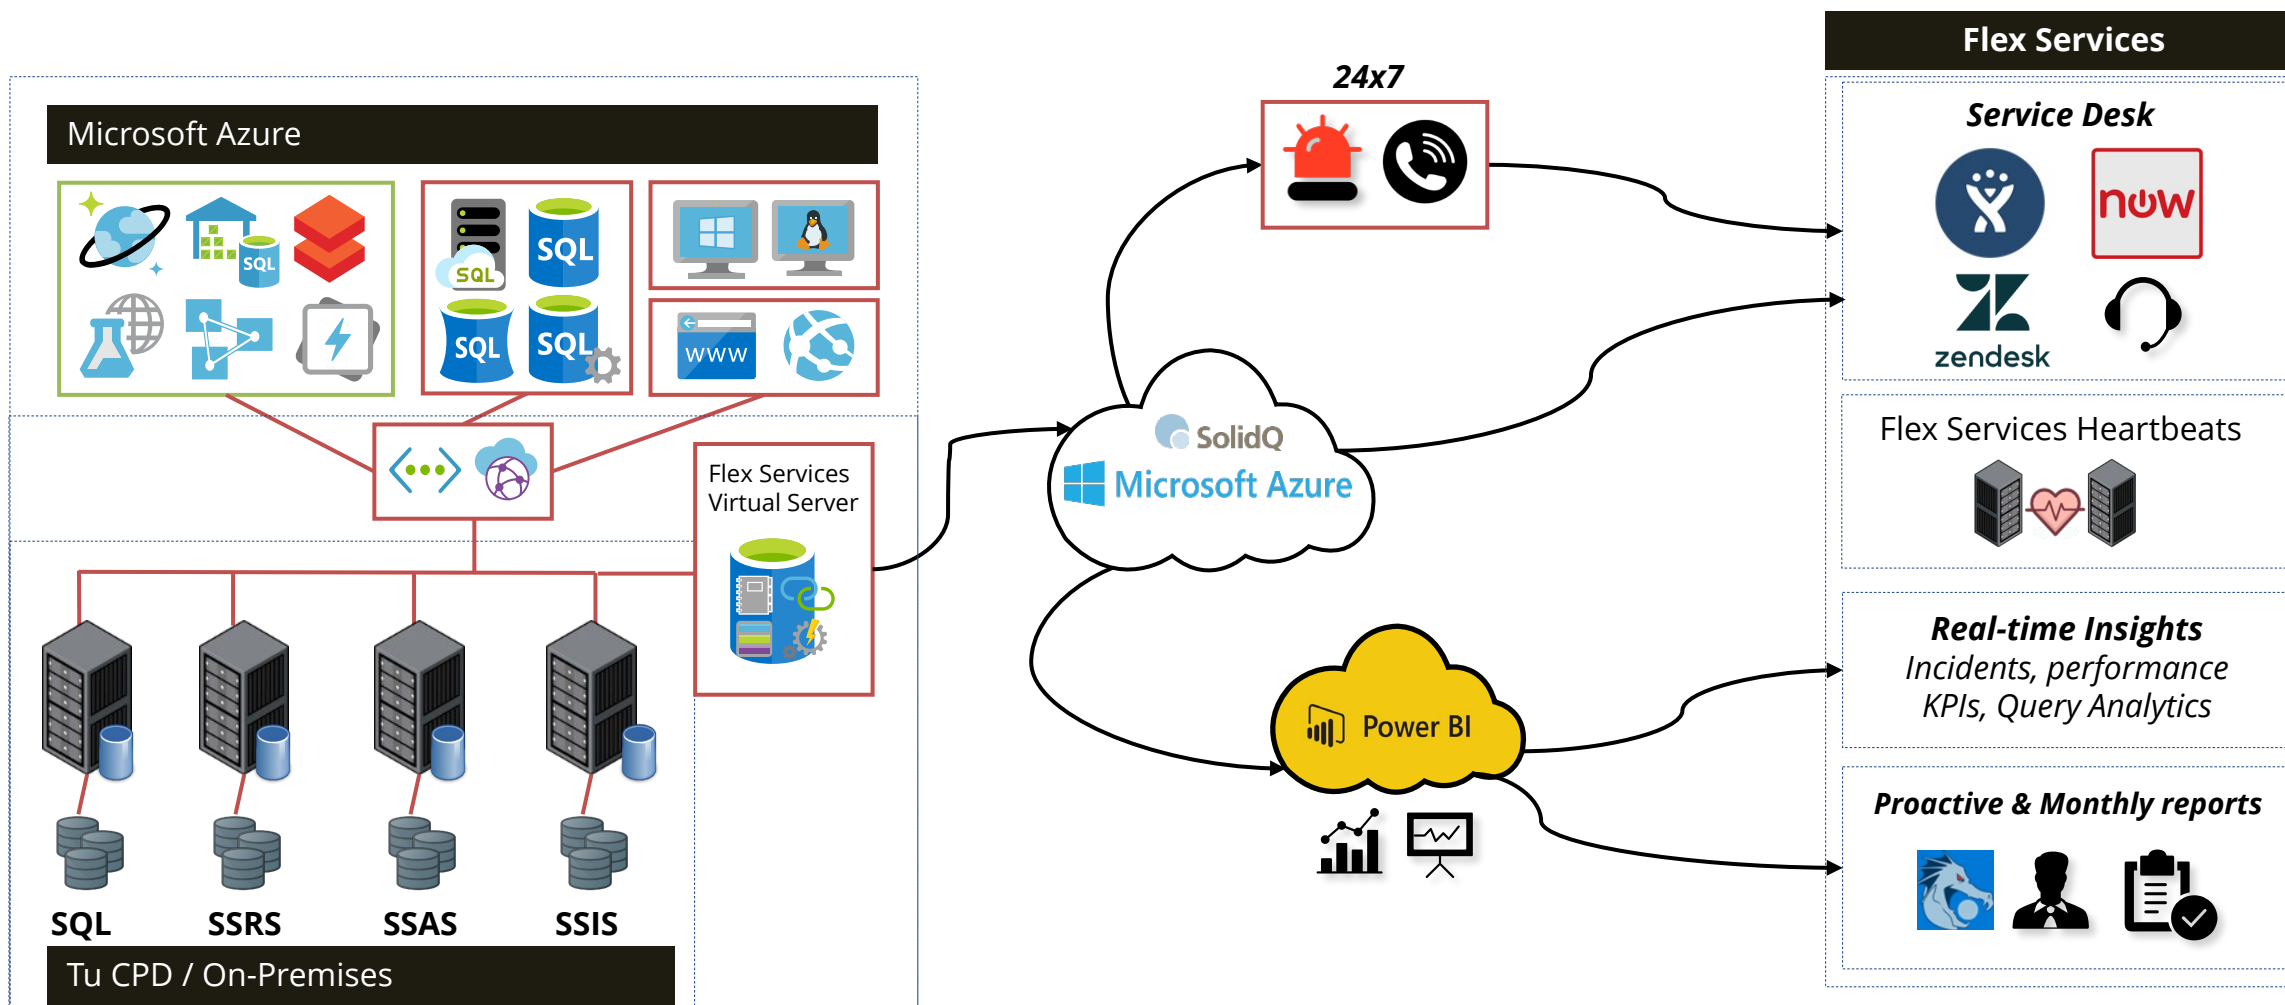 Microsoft Azure
SQL
SQL
SQL
SQL
SQL
www
Flex Services
Virtual Server
SQL
SSRS
SSAS
SSIS
Tu CPD / On-Premises
24x7
SolidQ
Microsoft Azure
Power BI
Flex Services
Service Desk
now
zendesk
Flex Services Heartbeats
Real-time Insights
Incidents, performance
KPIs, Query Analytics
Proactive & Monthly reports